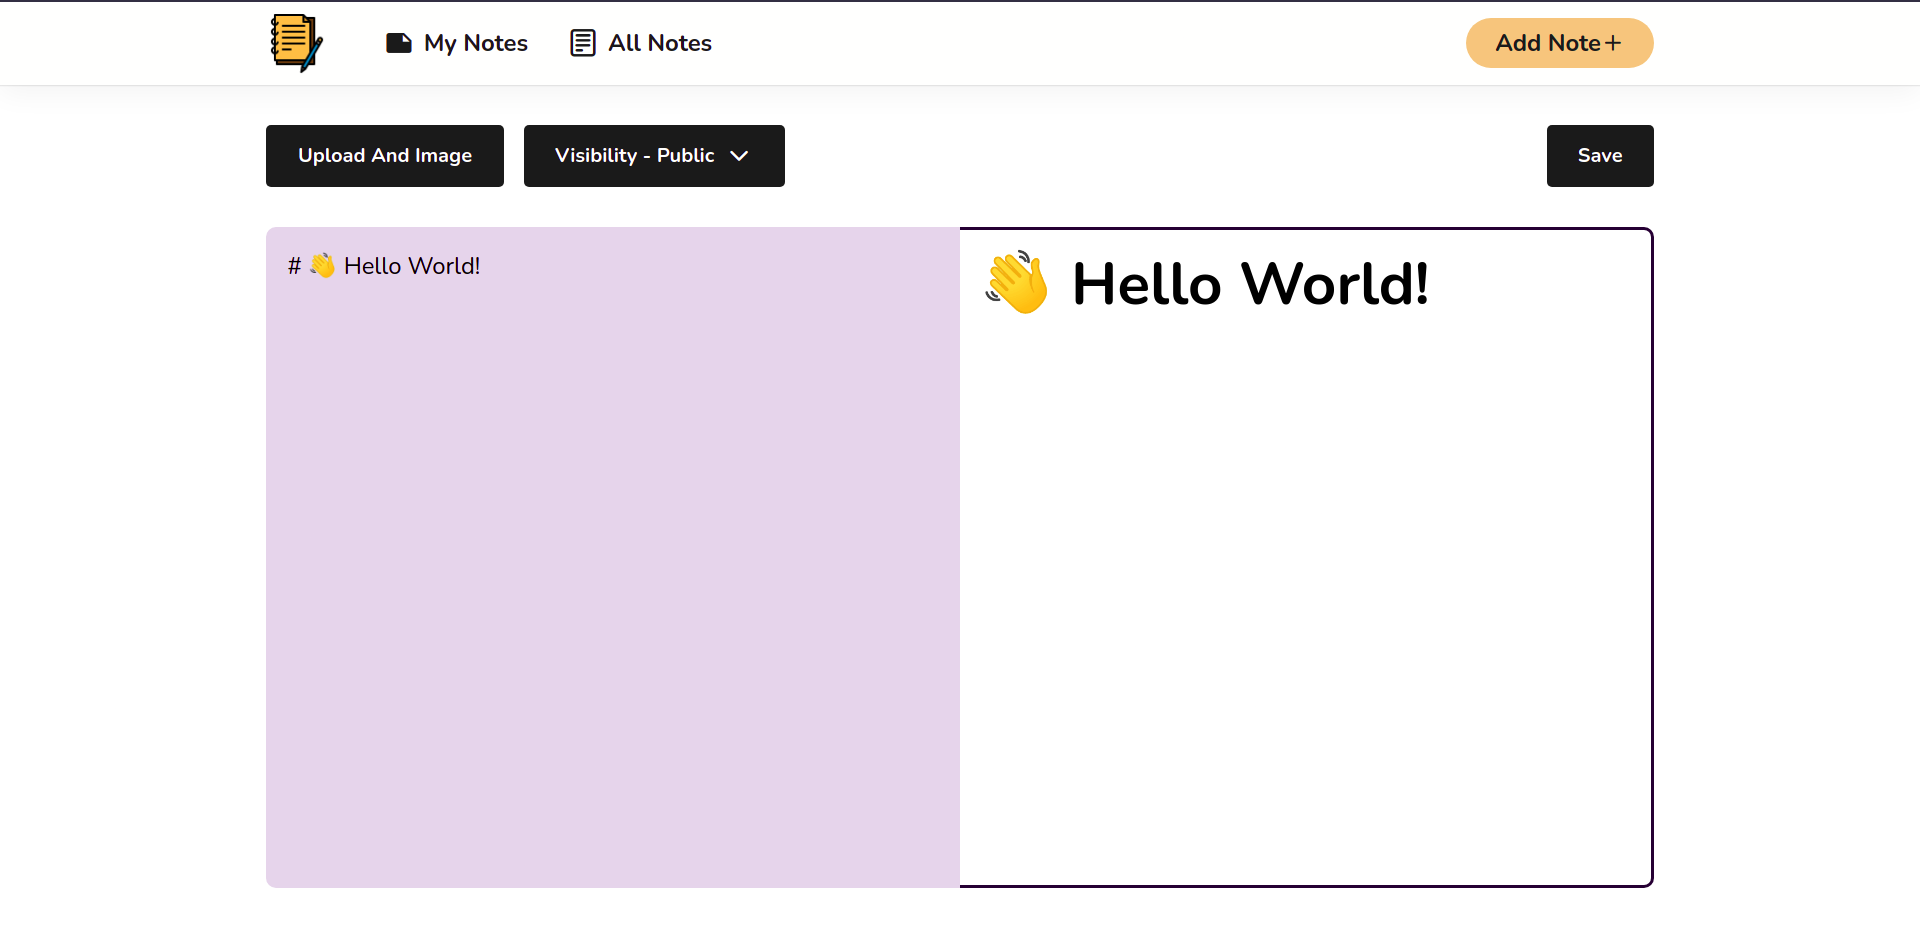 My Notes
All Notes
Add Note+
Upload And Image
Visibility - Public
Save
# 👋 Hello World!
👋 Hello World!